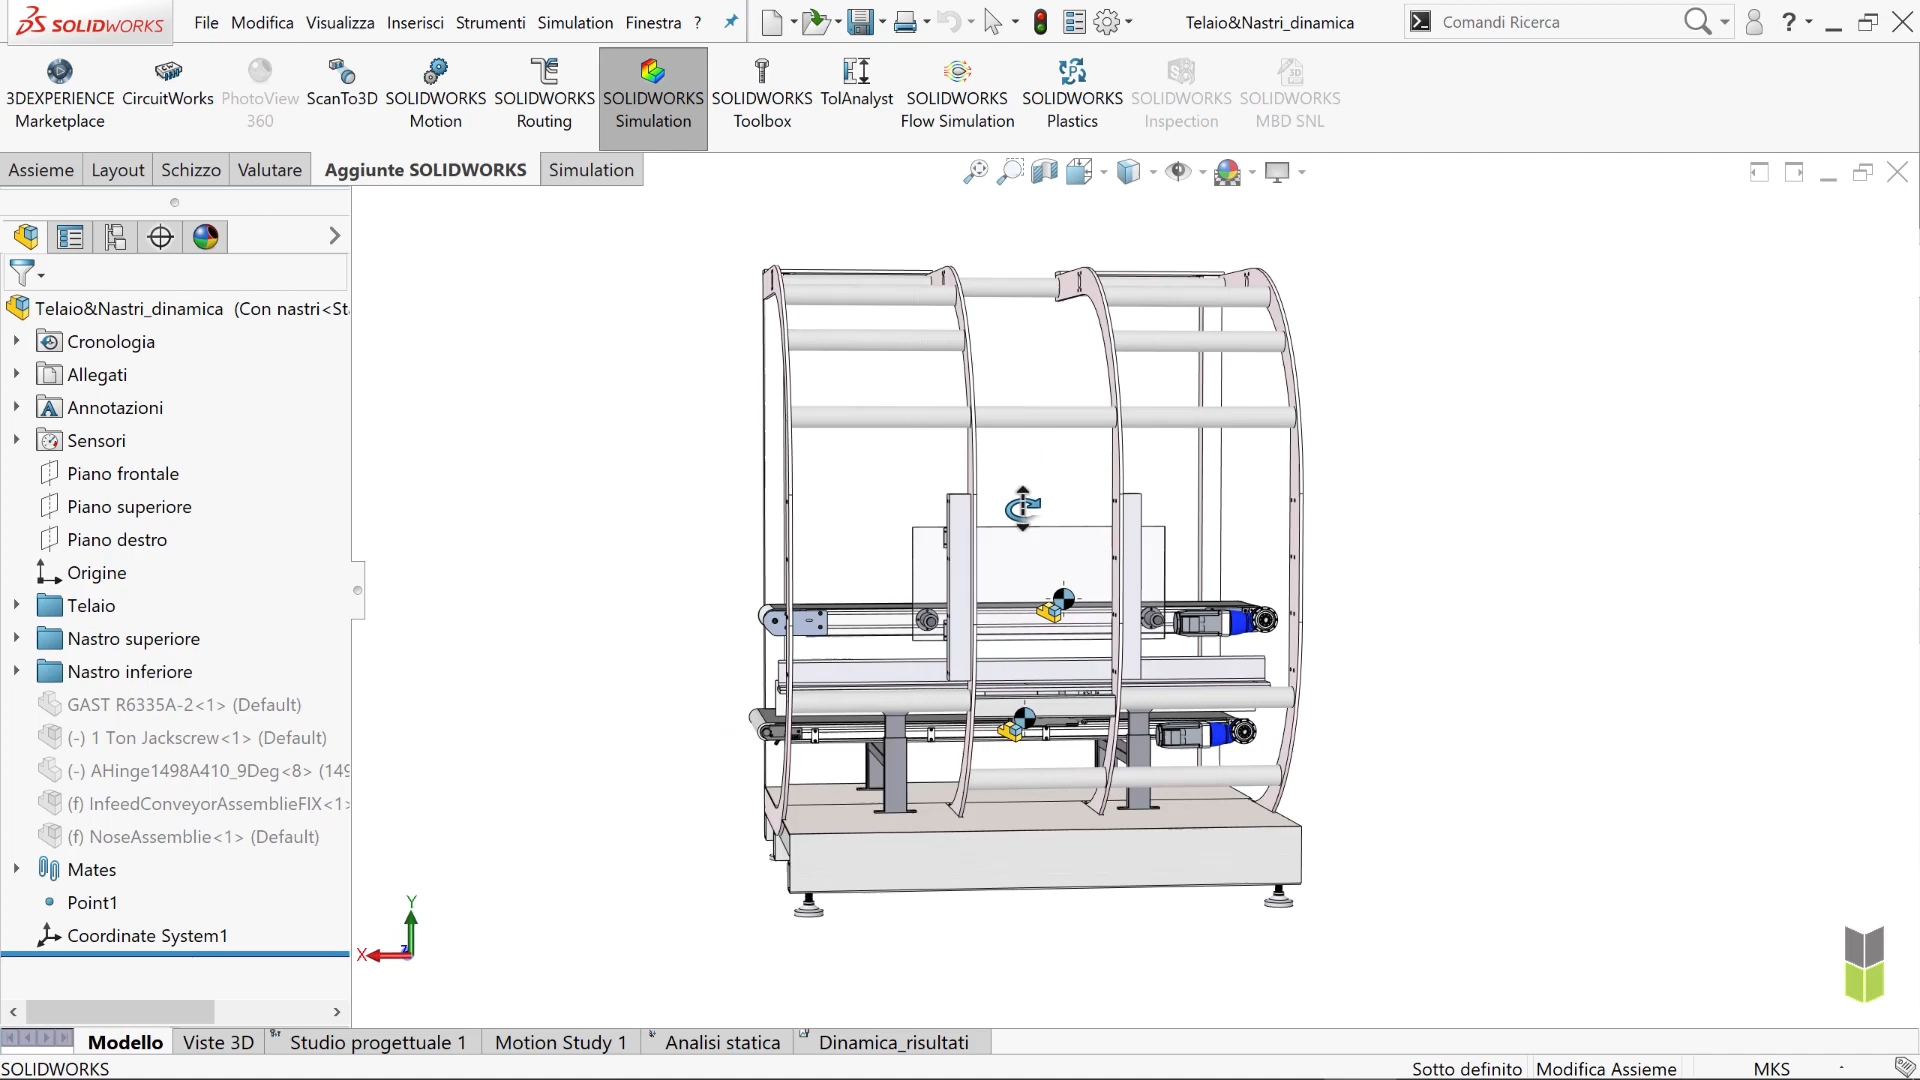 SOLIDWORKS
File Modifica Visualizza Inserisci Strumenti Simulation Finestra ?
Telaio&Nastri_dinamica
Comandi Ricerca
?
3DEXPERIENCE Marketplace
CircuitWorks
PhotoView 360
ScanTo3D
SOLIDWORKS Motion
SOLIDWORKS Routing
SOLIDWORKS Simulation
SOLIDWORKS Toolbox
TolAnalyst
SOLIDWORKS Flow Simulation
SOLIDWORKS Plastics
SOLIDWORKS Inspection
SOLIDWORKS MBD SNL
Assieme Layout Schizzo Valutare Aggiunte SOLIDWORKS Simulation
Telaio&Nastri_dinamica (Con nastri<St
Cronologia
Allegati
Annotazioni
Sensori
Piano frontale
Piano superiore
Piano destro
Origine
Telaio
Nastro superiore
Nastro inferiore
GAST R6335A-2<1> (Default)
(-) 1 Ton Jackscrew<1> (Default)
(-) AHinge1498A410_9Deg<8> (149
(f) InfeedConveyorAssemblieFIX<1>
(f) NoseAssemblie<1> (Default)
Mates
Point1
Coordinate System1
Y
X
Z
Modello Viste 3D Studio progettuale 1 Motion Study 1 Analisi statica Dinamica_risultati
SOLIDWORKS
Sotto definito Modifica Assieme MKS